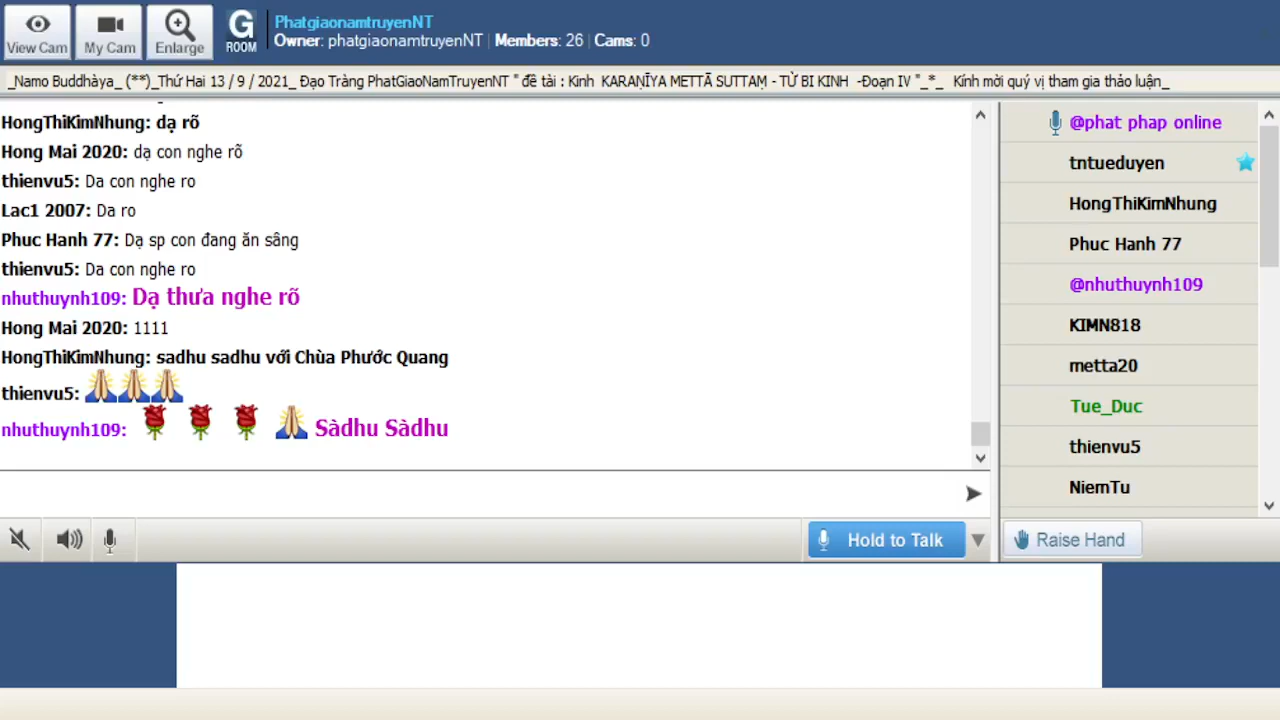 View Cam
My Cam
Enlarge
G
ROOM
PhatgiaonamtruyenNT
Owner: phatgiaonamtruyenNT | Members: 26 | Cams: 0
_Namo Buddhàya_ (**)_Thứ Hai 13 / 9 / 2021_ Đạo Tràng PhatGiaoNamTruyenNT " đề tài : Kinh KARAṆĪYA METTĀ SUTTAṂ - TỪ BI KINH -Đoạn IV "_*_ Kính mời quý vị tham gia thảo luận_
HongThiKimNhung: dạ rõ
Hong Mai 2020: dạ con nghe rõ
thienvu5: Da con nghe ro
Lac1 2007: Da ro
Phuc Hanh 77: Dạ sp con đang ăn sâng
thienvu5: Da con nghe ro
nhuthuynh109: Dạ thưa nghe rõ
Hong Mai 2020: 1111
HongThiKimNhung: sadhu sadhu với Chùa Phước Quang
thienvu5:
nhuthuynh109: Sàdhu Sàdhu
@phat phap online
tntueduyen
HongThiKimNhung
Phuc Hanh 77
@nhuthuynh109
KIMN818
metta20
Tue_Duc
thienvu5
NiemTu
Hold to Talk
Raise Hand